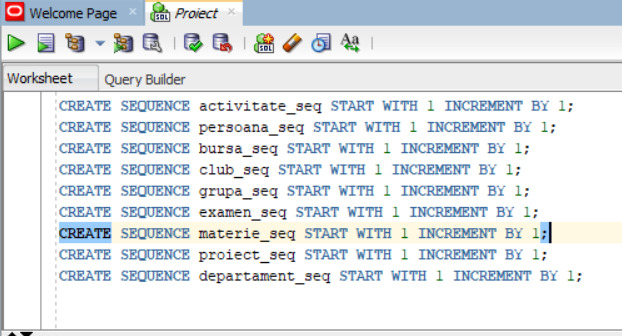 Welcome Page Proiect
SQL
Aa
Worksheet Query Builder
CREATE SEQUENCE activitate_seq START WITH 1 INCREMENT BY 1;
CREATE SEQUENCE persoana_seq START WITH 1 INCREMENT BY 1;
CREATE SEQUENCE bursa_seq START WITH 1 INCREMENT BY 1;
CREATE SEQUENCE club_seq START WITH 1 INCREMENT BY 1;
CREATE SEQUENCE grupa_seq START WITH 1 INCREMENT BY 1;
CREATE SEQUENCE examen_seq START WITH 1 INCREMENT BY 1;
CREATE SEQUENCE materie_seq START WITH 1 INCREMENT BY 1;
CREATE SEQUENCE proiect_seq START WITH 1 INCREMENT BY 1;
CREATE SEQUENCE departament_seq START WITH 1 INCREMENT BY 1;